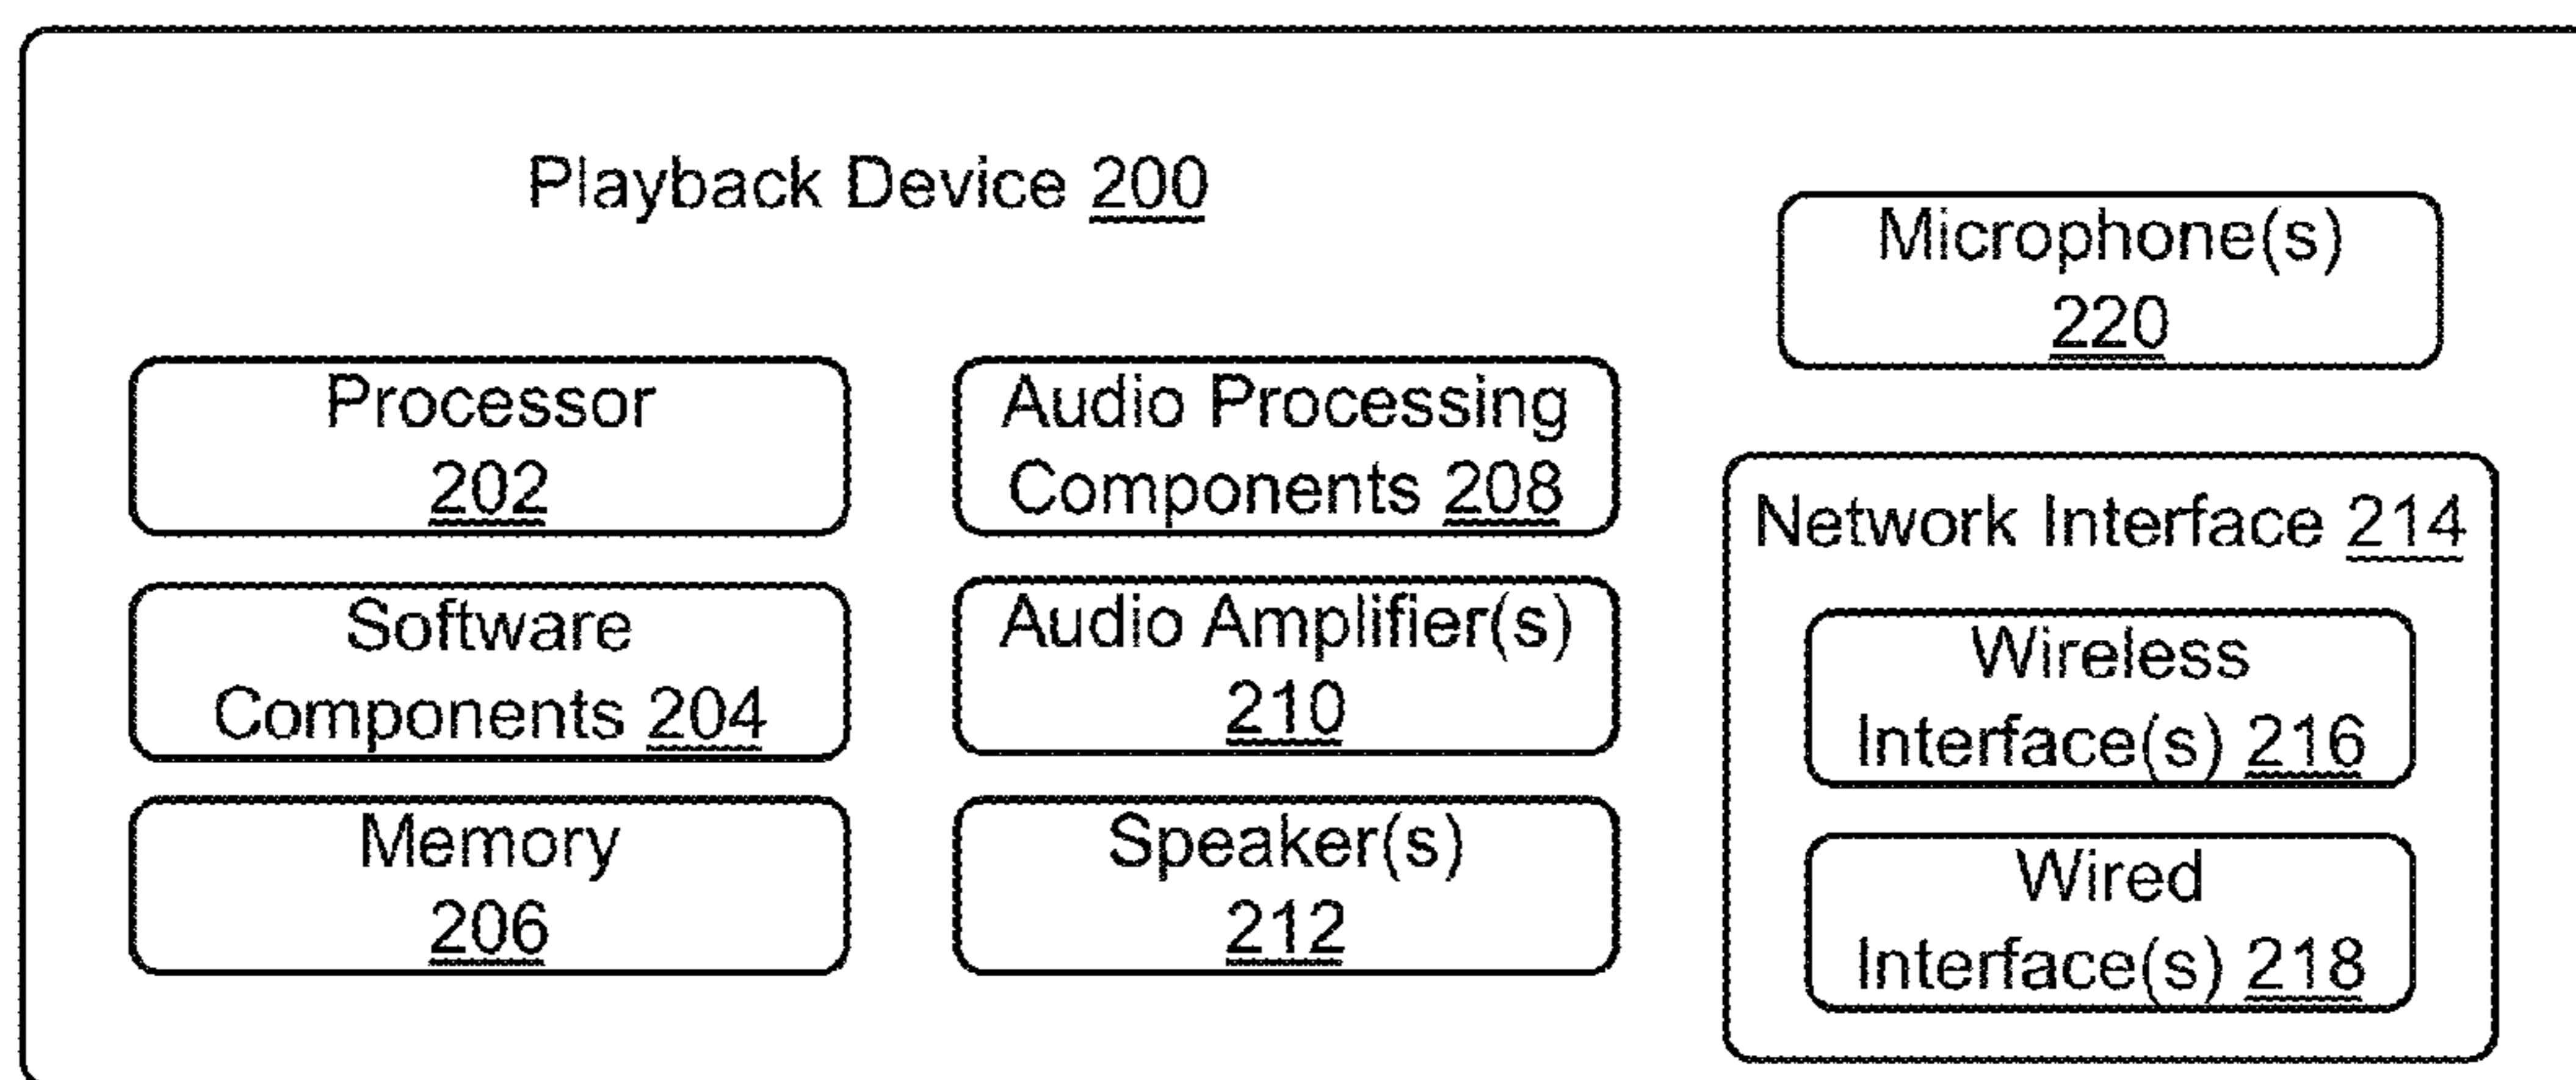 Playback Device 200
Processor
202
Software
Components 204
Memory
206
Audio Processing
Components 208
Audio Amplifier(s)
210
Speaker(s)
212
Microphone(s)
220
Network Interface 214
Wireless
Interface(s) 216
Wired
Interface(s) 218